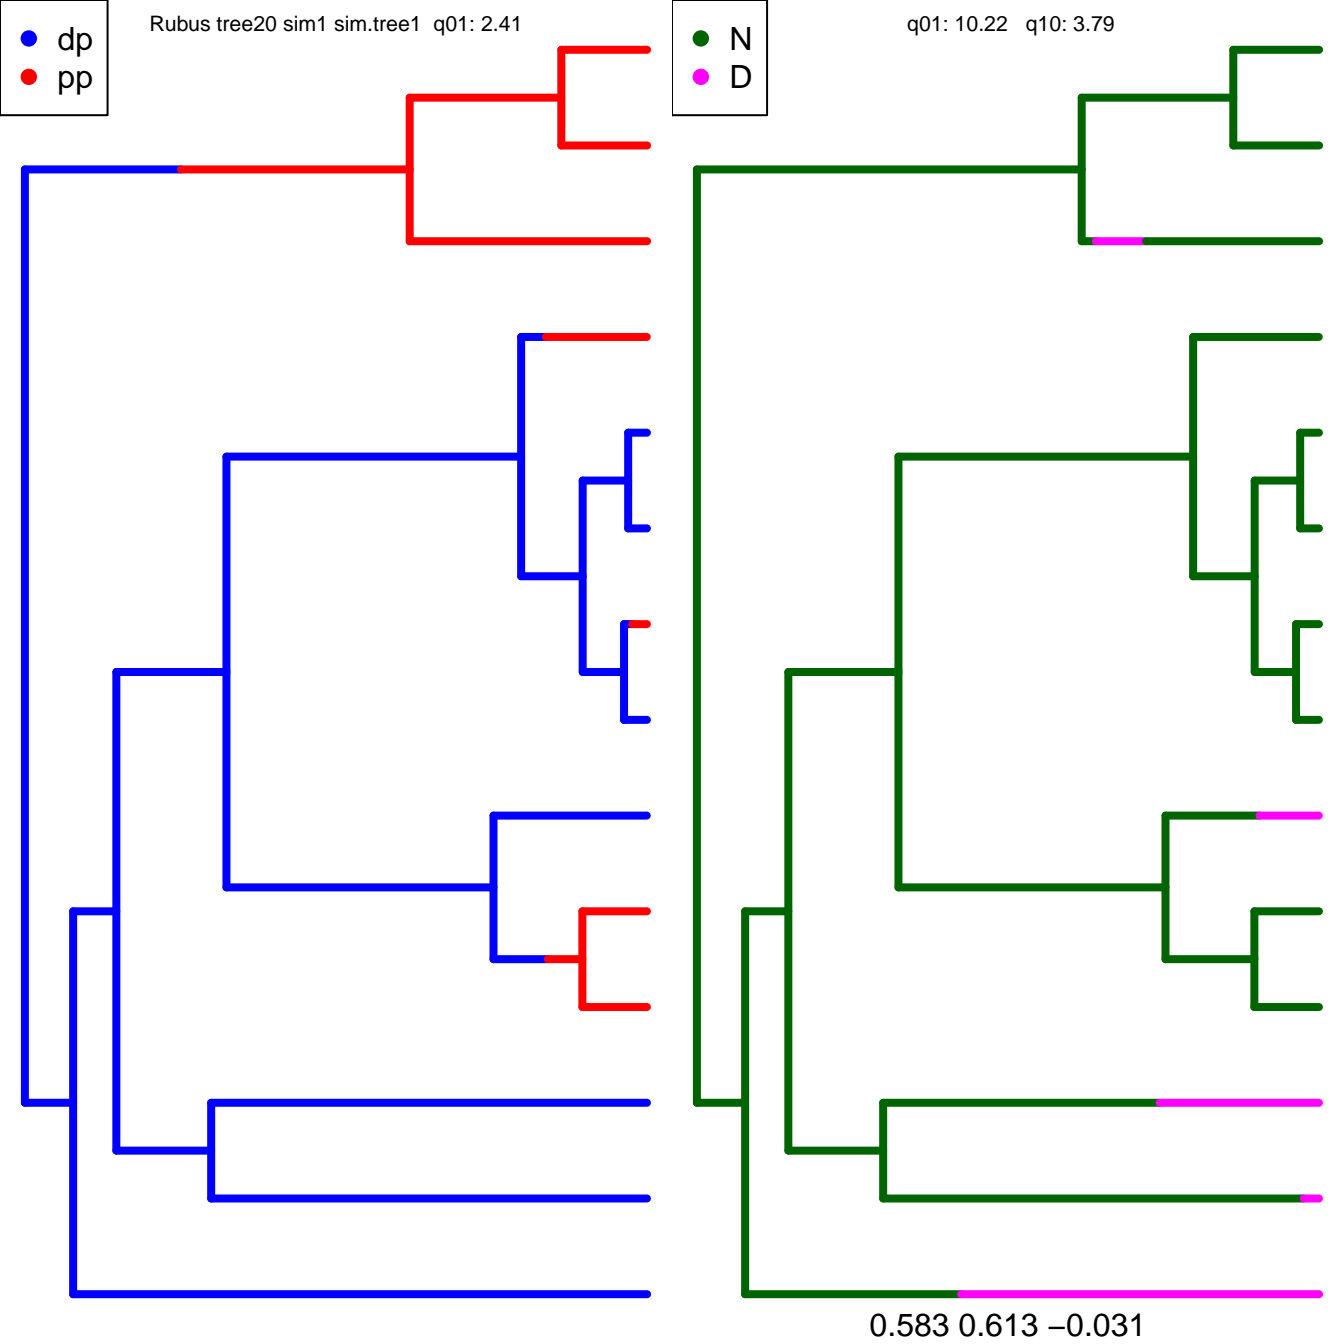 dp
pp
Rubus tree20 sim1 sim.tree1 q01: 2.41
N
D
q01: 10.22 q10: 3.79
0.583 0.613 −0.031